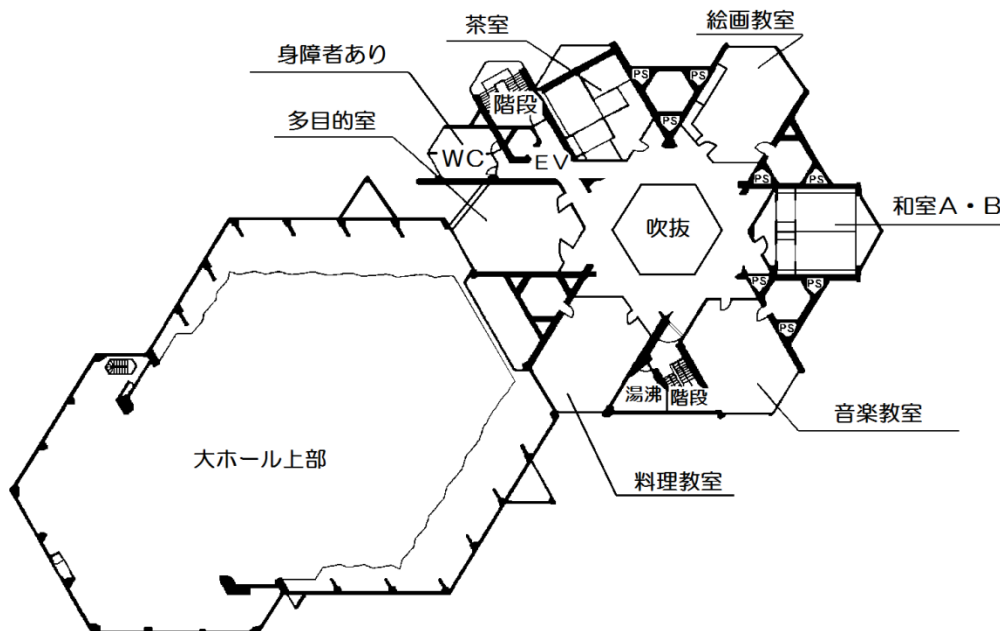 茶室
絵画教室
身障者あり
多目的室
階段
WC
EV
PS
PS
PS
PS
PS
和室A・B
吹抜
PS
PS
PS
湯沸
階段
音楽教室
料理教室
大ホール上部